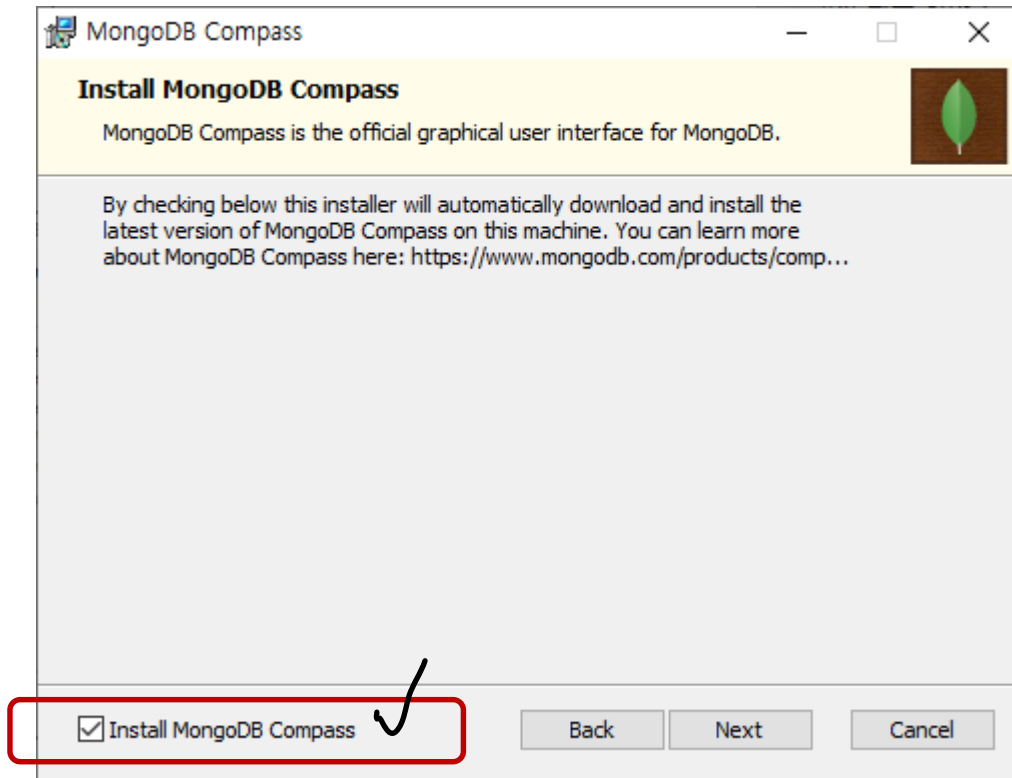 MongoDB Compass
Install MongoDB Compass
MongoDB Compass is the official graphical user interface for MongoDB.
By checking below this installer will automatically download and install the
latest version of MongoDB Compass on this machine. You can learn more
about MongoDB Compass here: https://www.mongodb.com/products/comp...
Install MongoDB Compass
Back
Next
Cancel